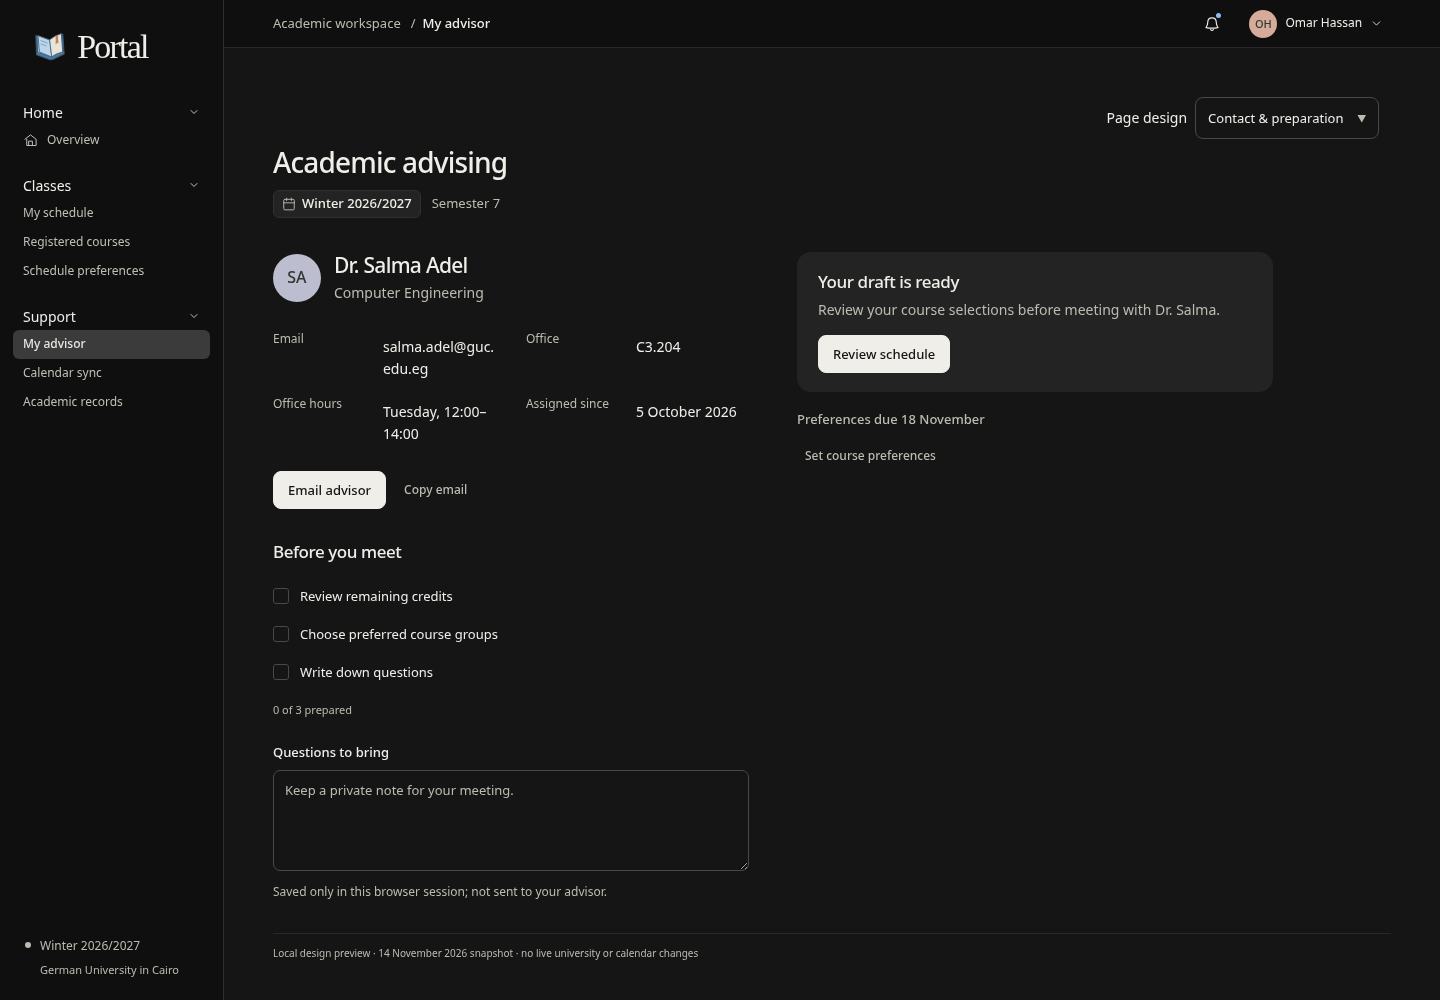 Portal
Home
Overview
Classes
My schedule
Registered courses
Schedule preferences
Support
My advisor
Calendar sync
Academic records
Winter 2026/2027
German University in Cairo
Academic workspace / My advisor
OH Omar Hassan
Page design Contact & preparation
Academic advising
Winter 2026/2027 Semester 7
SA
Dr. Salma Adel
Computer Engineering
Email
salma.adel@guc.
edu.eg
Office
C3.204
Office hours
Tuesday, 12:00–
14:00
Assigned since
5 October 2026
Email advisor Copy email
Before you meet
Review remaining credits
Choose preferred course groups
Write down questions
0 of 3 prepared
Questions to bring
Keep a private note for your meeting.
Saved only in this browser session; not sent to your advisor.
Your draft is ready
Review your course selections before meeting with Dr. Salma.
Review schedule
Preferences due 18 November
Set course preferences
Local design preview · 14 November 2026 snapshot · no live university or calendar changes